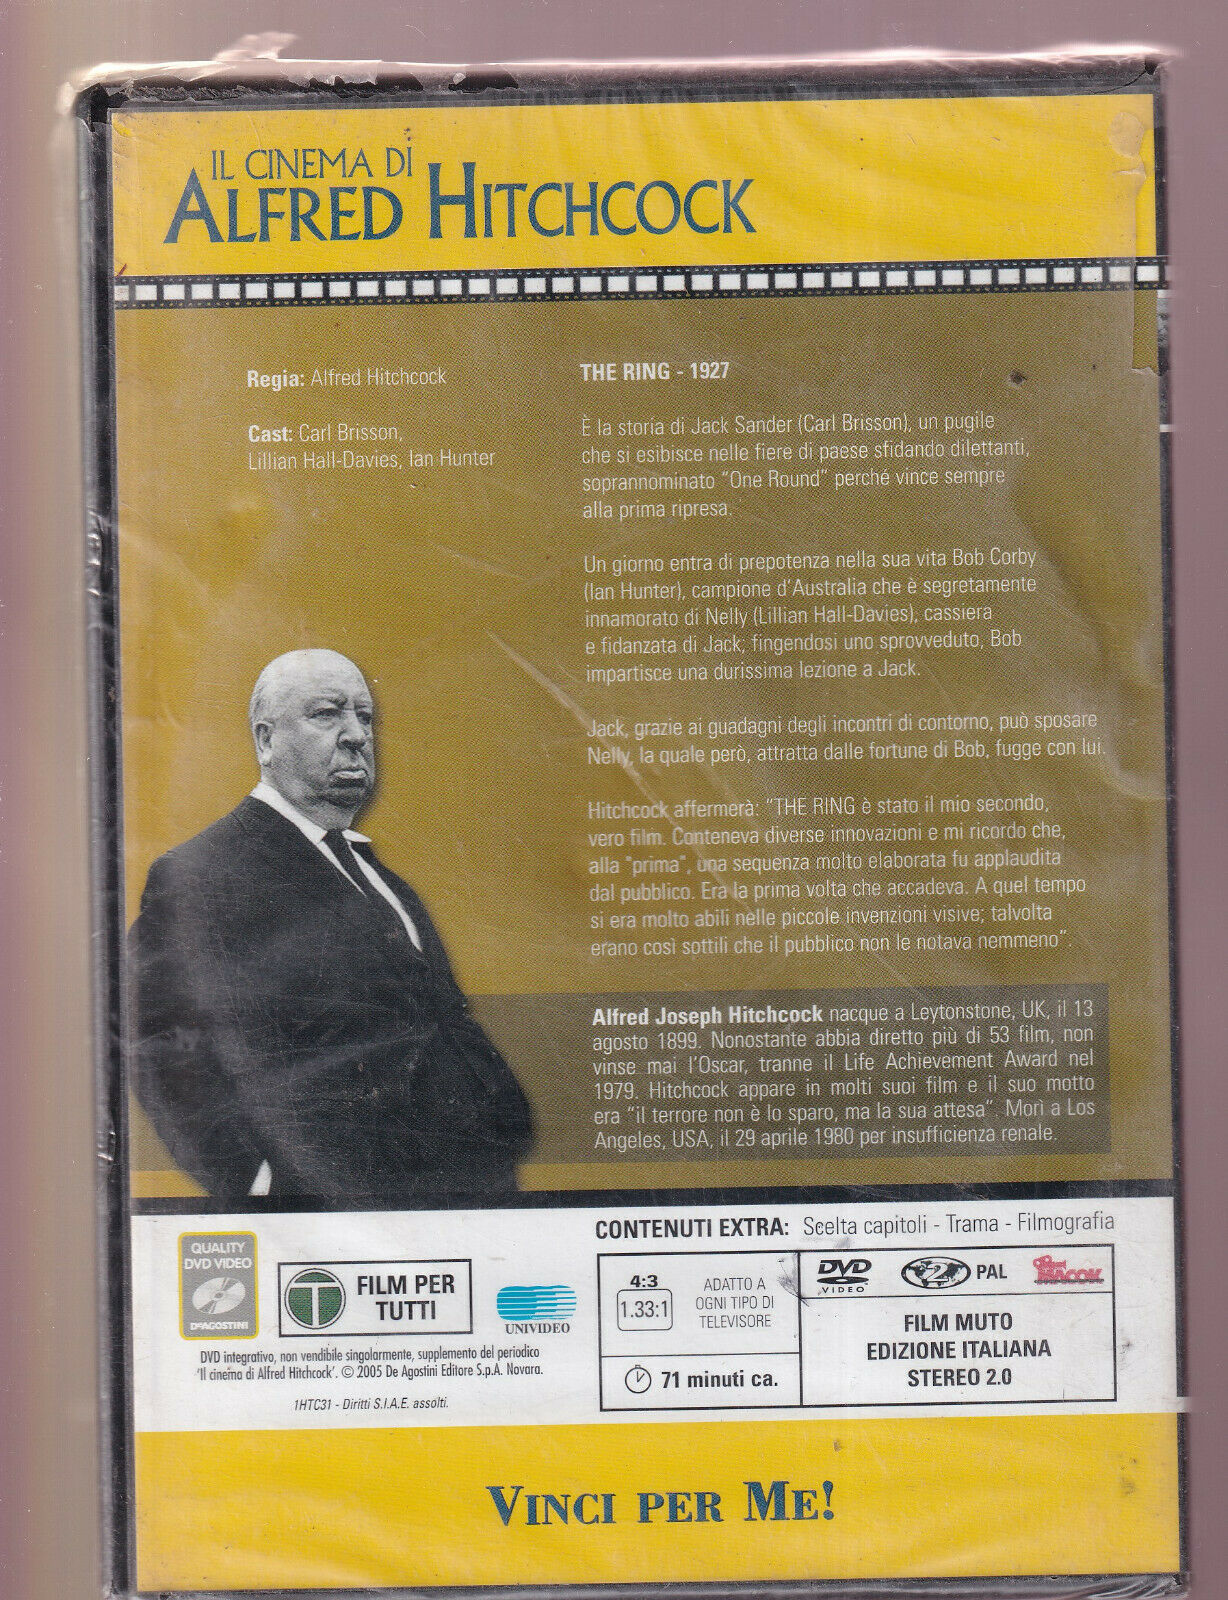 IL CINEMA DI
ALFRED HITCHCOCK
Regia: Alfred Hitchcock
Cast: Carl Brisson,
Lillian Hall-Davies, Ian Hunter
THE RING - 1927
È la storia di Jack Sander (Carl Brisson), un pugile
che si esibisce nelle fiere di paese sfidando dilettanti,
soprannominato “One Round” perché vince sempre
alla prima ripresa.
Un giorno entra di prepotenza nella sua vita Bob Corby
(Ian Hunter), campione d'Australia che è segretamente
innamorato di Nelly (Lillian Hall-Davies), cassiera
e fidanzata di Jack; fingendosi uno sprovveduto, Bob
impartisce una durissima lezione a Jack.
Jack, grazie ai guadagni degli incontri di contorno, può sposare
Nelly, la quale però, attratta dalle fortune di Bob, fugge con lui.
Hitchcock affermerà: “THE RING è stato il mio secondo,
vero film. Conteneva diverse innovazioni e mi ricordo che,
alla "prima", una sequenza molto elaborata fu applaudita
dal pubblico. Era la prima volta che accadeva. A quel tempo
si era molto abili nelle piccole invenzioni visive; talvolta
erano così sottili che il pubblico non le notava nemmeno”.
Alfred Joseph Hitchcock nacque a Leytonstone, UK, il 13
agosto 1899. Nonostante abbia diretto più di 53 film, non
vinse mai l'Oscar, tranne il Life Achievement Award nel
1979. Hitchcock appare in molti suoi film e il suo motto
era “il terrore non è lo sparo, ma la sua attesa”. Morì a Los
Angeles, USA, il 29 aprile 1980 per insufficienza renale.
CONTENUTI EXTRA: Scelta capitoli - Trama - Filmografia
QUALITY
DVD VIDEO
DeAGOSTINI
T FILM PER
TUTTI
UNIVIDEO
DVD integrativo, non vendibile singolarmente, supplemento del periodico
'Il cinema di Alfred Hitchcock'. © 2005 De Agostini Editore S.p.A. Novara.
1HTC31 - Diritti S.I.A.E. assolti.
4:3
1.33:1
ADATTO A
OGNI TIPO DI
TELEVISORE
71 minuti ca.
DVD
VIDEO
2
PAL
FILM MUTO
EDIZIONE ITALIANA
STEREO 2.0
VINCI PER ME!